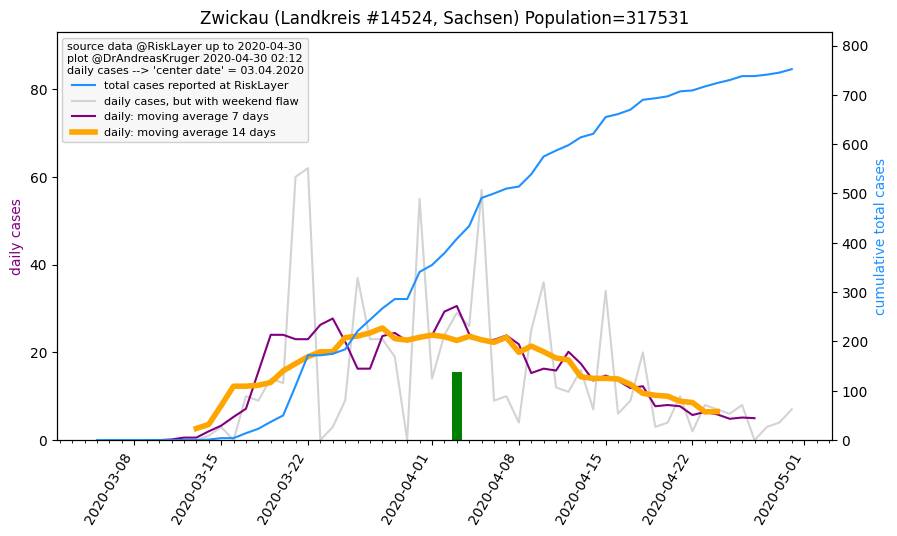 Zwickau (Landkreis #14524, Sachsen) Population=317531
source data @RiskLayer up to 2020-04-30
plot @DrAndreasKruger 2020-04-30 02:12
daily cases --> 'center date' = 03.04.2020
total cases reported at RiskLayer
daily cases, but with weekend flaw
daily: moving average 7 days
daily: moving average 14 days
daily cases
80
60
40
20
0
cumulative total cases
800
700
600
500
400
300
200
100
0
2020-03-08
2020-03-15
2020-03-22
2020-04-01
2020-04-08
2020-04-15
2020-04-22
2020-05-01